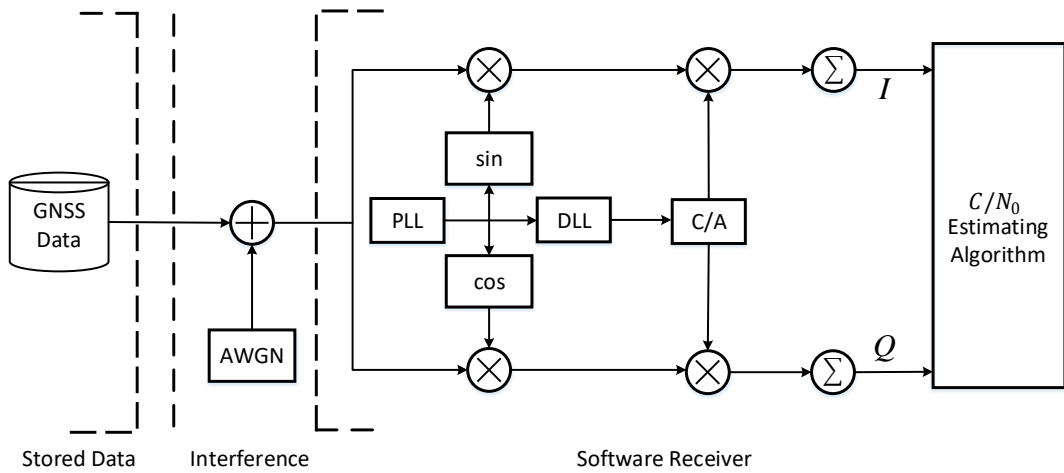 GNSS
Data
AWGN
sin
PLL
DLL
C/A
cos
Σ
I
Σ
Q
C/N₀
Estimating
Algorithm
Stored Data
Interference
Software Receiver